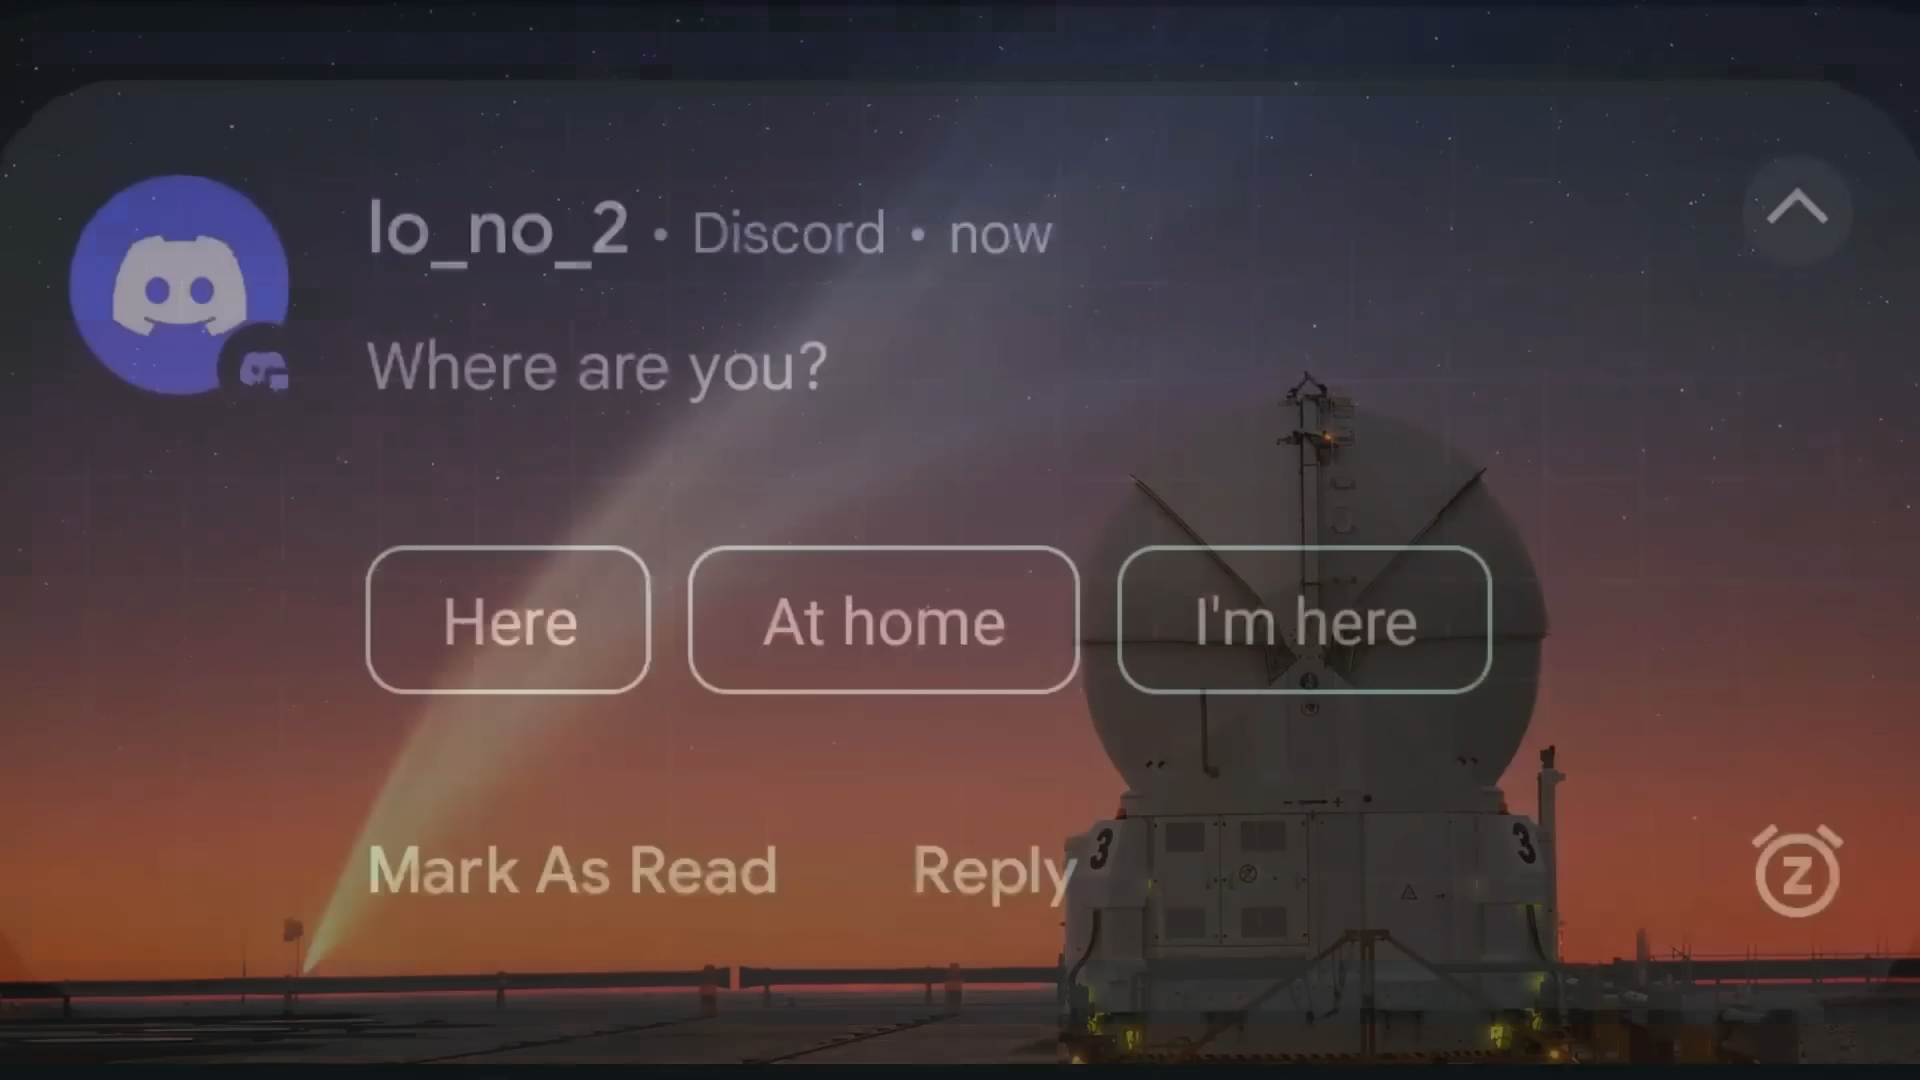 lo_no_2 • Discord • now
Where are you?
Here
At home
I'm here
Mark As Read
Reply
3
3
Z